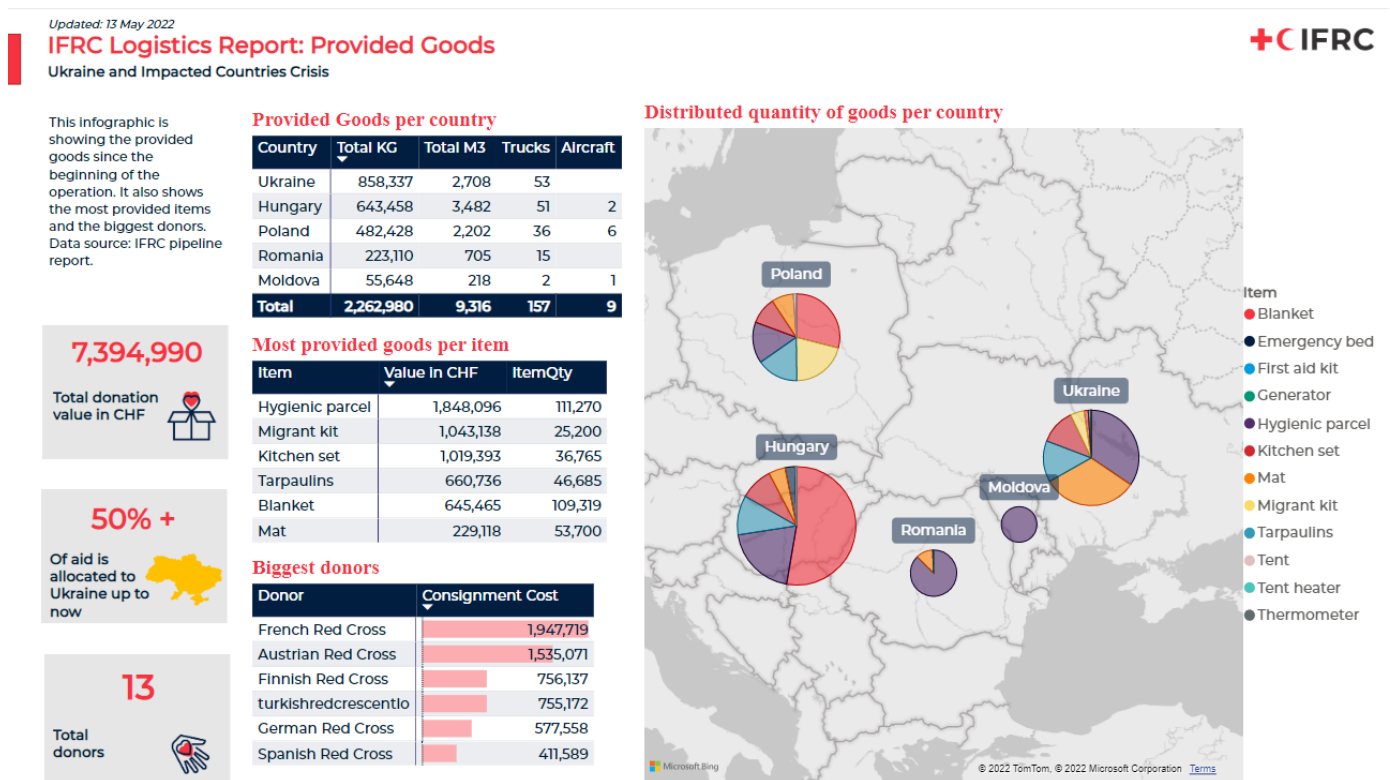 Updated: 13 May 2022
IFRC Logistics Report: Provided Goods
Ukraine and Impacted Countries Crisis
IFRC
This infographic is
showing the provided
goods since the
beginning of the
operation. It also shows
the most provided items
and the biggest donors.
Data source: IFRC pipeline
report.
7,394,990
Total donation
value in CHF
50% +
Of aid is
allocated to
Ukraine up to
now
13
Total
donors
Provided Goods per country
Country Total KG Total M3 Trucks Aircraft
Ukraine 858,337 2,708 53
Hungary 643,458 3,482 51 2
Poland 482,428 2,202 36 6
Romania 223,110 705 15
Moldova 55,648 218 2 1
Total 2,262,980 9,316 157 9
Most provided goods per item
Item Value in CHF ItemQty
Hygienic parcel 1,848,096 111,270
Migrant kit 1,043,138 25,200
Kitchen set 1,019,393 36,765
Tarpaulins 660,736 46,685
Blanket 645,465 109,319
Mat 229,118 53,700
Biggest donors
Donor Consignment Cost
French Red Cross 1,947,719
Austrian Red Cross 1,535,071
Finnish Red Cross 756,137
turkishredcrescentlo 755,172
German Red Cross 577,558
Spanish Red Cross 411,589
Distributed quantity of goods per country
Poland
Ukraine
Hungary
Moldova
Romania
Microsoft Bing
© 2022 TomTom, © 2022 Microsoft Corporation Terms
Item
Blanket
Emergency bed
First aid kit
Generator
Hygienic parcel
Kitchen set
Mat
Migrant kit
Tarpaulins
Tent
Tent heater
Thermometer